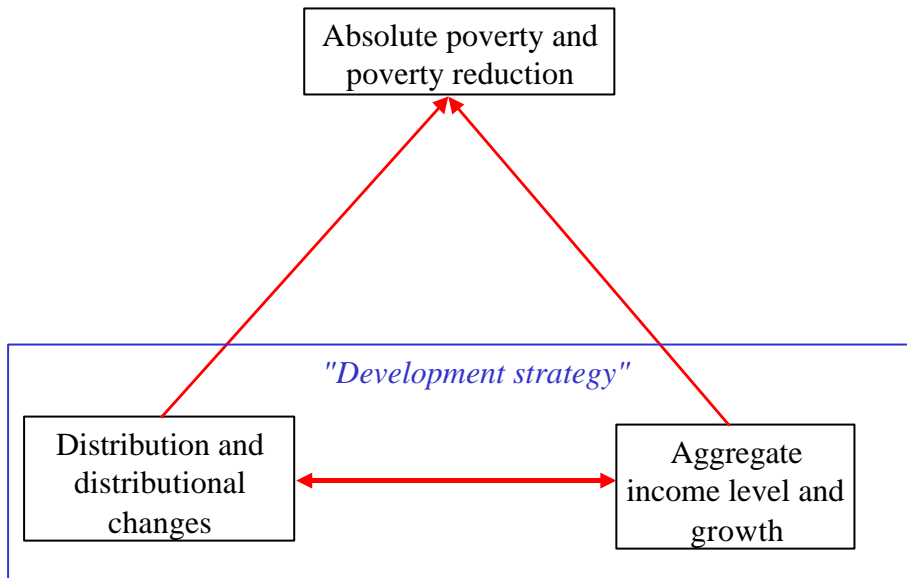 Absolute poverty and
poverty reduction
"Development strategy"
Distribution and
distributional
changes
Aggregate
income level and
growth